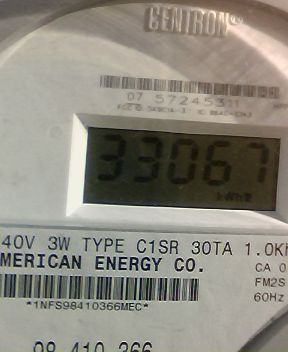 CENTRON®
07 57245311
33067
kWhR
40V 3W TYPE C1SR 30TA 1.0K
MERICAN ENERGY CO.
CA 0
FM2S
*1NFS98410366MEC*
60Hz
98 410 366